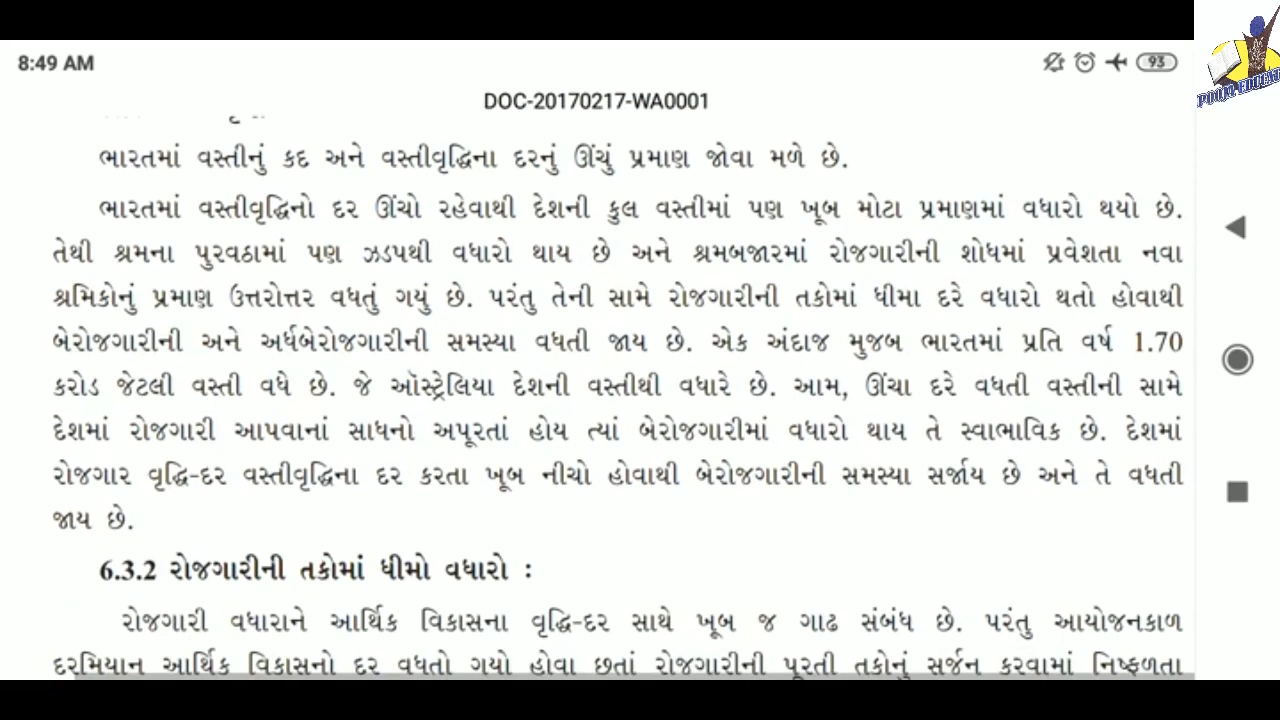 8:49 AM
93
DOC-20170217-WA0001
ભારતમાં વસ્તીનું કદ અને વસ્તીવૃદ્ધિના દરનું ઊંચું પ્રમાણ જોવા મળે છે.
ભારતમાં વસ્તીવૃદ્ધિનો દર ઊંચો રહેવાથી દેશની કુલ વસ્તીમાં પણ ખૂબ મોટા પ્રમાણમાં વધારો થયો છે.
તેથી શ્રમના પુરવઠામાં પણ ઝડપથી વધારો થાય છે અને શ્રમબજારમાં રોજગારીની શોધમાં પ્રવેશતા નવા
શ્રમિકોનું પ્રમાણ ઉત્તરોત્તર વધતું ગયું છે. પરંતુ તેની સામે રોજગારીની તકોમાં ધીમા દરે વધારો થતો હોવાથી
બેરોજગારીની અને અર્ધબેરોજગારીની સમસ્યા વધતી જાય છે. એક અંદાજ મુજબ ભારતમાં પ્રતિ વર્ષ 1.70
કરોડ જેટલી વસ્તી વધે છે. જે ઑસ્ટ્રેલિયા દેશની વસ્તીથી વધારે છે. આમ, ઊંચા દરે વધતી વસ્તીની સામે
દેશમાં રોજગારી આપવાનાં સાધનો અપૂરતાં હોય ત્યાં બેરોજગારીમાં વધારો થાય તે સ્વાભાવિક છે. દેશમાં
રોજગાર વૃદ્ધિ-દર વસ્તીવૃદ્ધિના દર કરતા ખૂબ નીચો હોવાથી બેરોજગારીની સમસ્યા સર્જાય છે અને તે વધતી
જાય છે.
6.3.2 રોજગારીની તકોમાં ધીમો વધારો :
રોજગારી વધારાને આર્થિક વિકાસના વૃદ્ધિ-દર સાથે ખૂબ જ ગાઢ સંબંધ છે. પરંતુ આયોજનકાળ
દરમિયાન આર્થિક વિકાસનો દર વધતો ગયો હોવા છતાં રોજગારીની પૂરતી તકોનું સર્જન કરવામાં નિષ્ફળતા